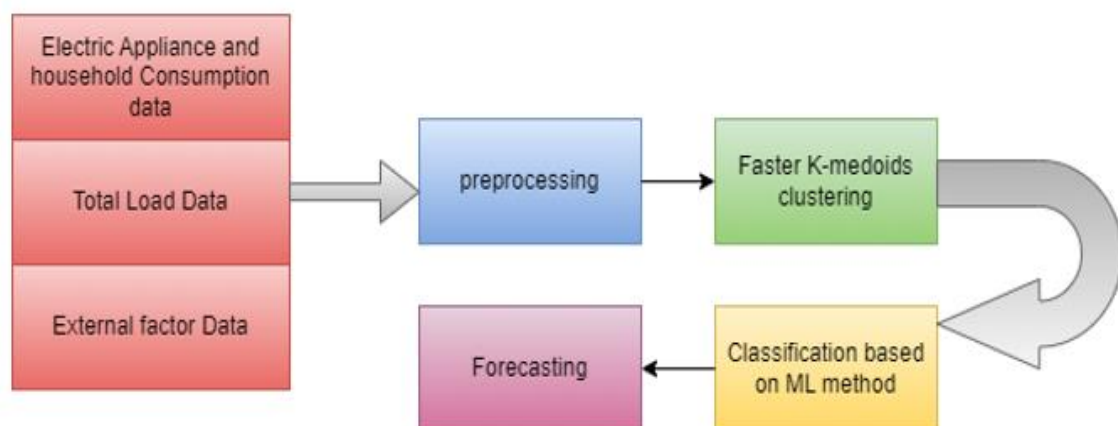 Electric Appliance and
household Consumption
data
Total Load Data
External factor Data
preprocessing
Faster K-medoids
clustering
Classification based
on ML method
Forecasting